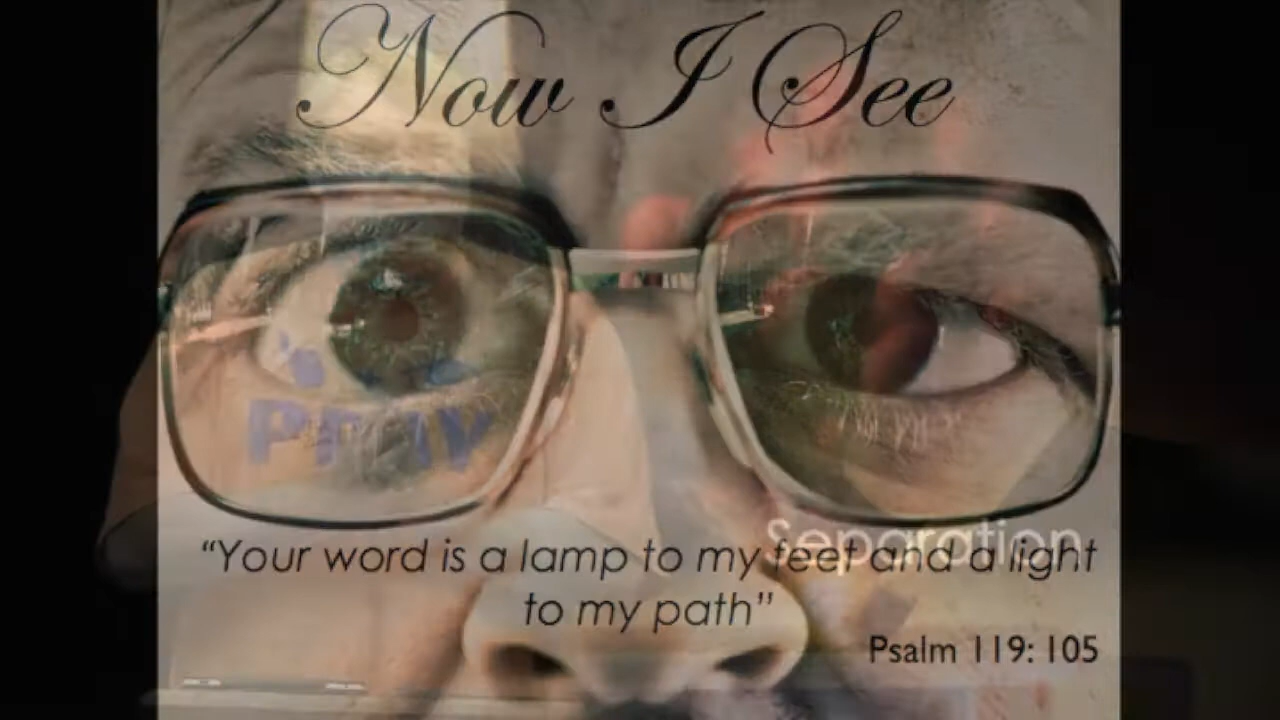 Now I See
PRAY
Separation
“Your word is a lamp to my feet and a light
to my path”
Psalm 119: 105